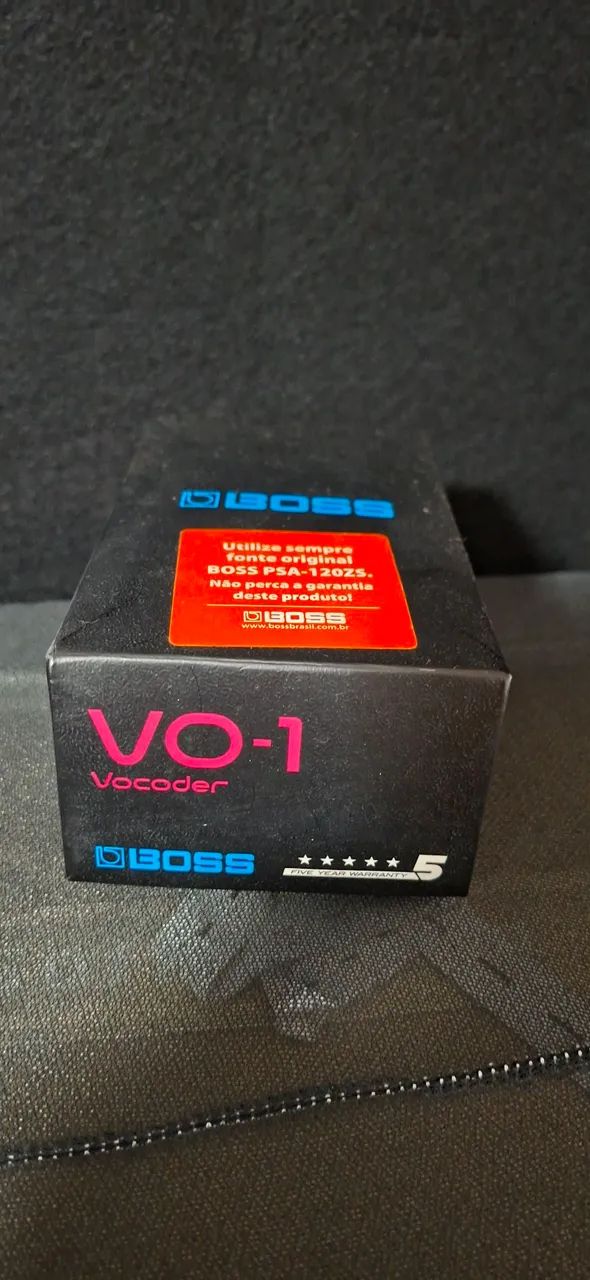 BOSS
Utilize sempre
fonte original
BOSS PSA-120ZS.
Não perca a garantia
deste produto!
BOSS
www.bossbrasil.com.br
VO-1
Vocoder
BOSS
FIVE YEAR WARRANTY 5